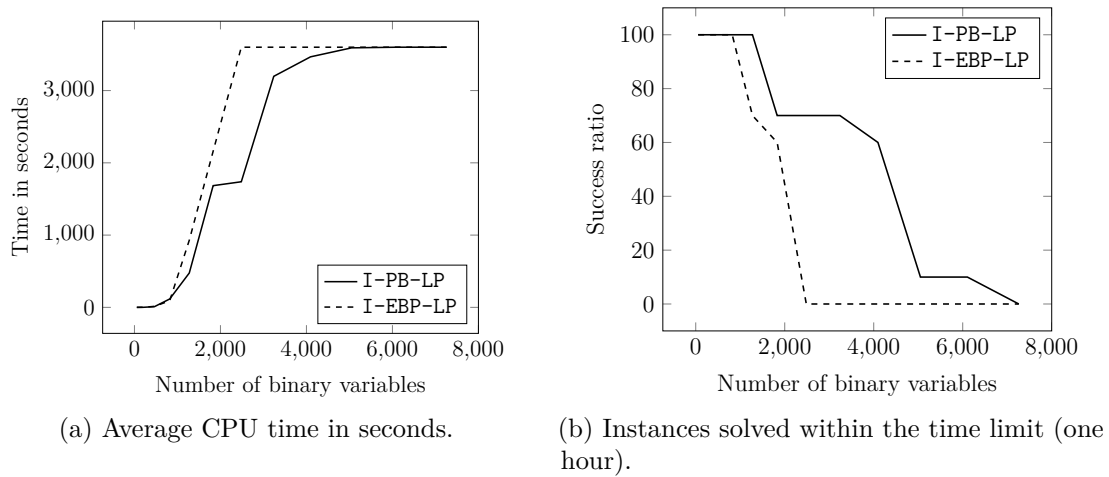 Time in seconds
3,000
2,000
1,000
0
I-PB-LP
I-EBP-LP
0 2,000 4,000 6,000 8,000
Number of binary variables
(a) Average CPU time in seconds.
Success ratio
100
80
60
40
20
0
I-PB-LP
I-EBP-LP
0 2,000 4,000 6,000 8,000
Number of binary variables
(b) Instances solved within the time limit (one
hour).